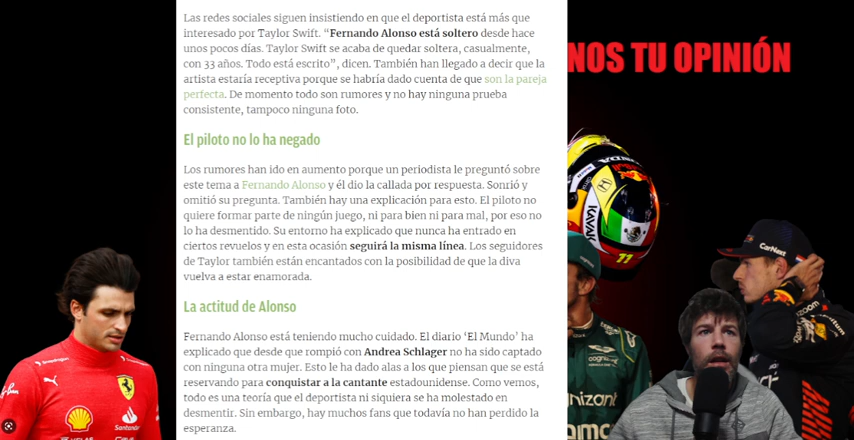 Las redes sociales siguen insistiendo en que el deportista está más que
interesado por Taylor Swift. “Fernando Alonso está soltero desde hace
unos pocos días. Taylor Swift se acaba de quedar soltera, casualmente,
con 33 años. Todo está escrito”, dicen. También han llegado a decir que la
artista estaría receptiva porque se habría dado cuenta de que son la pareja
perfecta. De momento todo son rumores y no hay ninguna prueba
consistente, tampoco ninguna foto.
El piloto no lo ha negado
Los rumores han ido en aumento porque un periodista le preguntó sobre
este tema a Fernando Alonso y él dio la callada por respuesta. Sonrió y
omitió su pregunta. También hay una explicación para esto. El piloto no
quiere formar parte de ningún juego, ni para bien ni para mal, por eso no
lo ha desmentido. Su entorno ha explicado que nunca ha entrado en
ciertos revuelos y en esta ocasión seguirá la misma línea. Los seguidores
de Taylor también están encantados con la posibilidad de que la diva
vuelva a estar enamorada.
La actitud de Alonso
Fernando Alonso está teniendo mucho cuidado. El diario ‘El Mundo’ ha
explicado que desde que rompió con Andrea Schlager no ha sido captado
con ninguna otra mujer. Esto le ha dado alas a los que piensan que se está
reservando para conquistar a la cantante estadounidense. Como vemos,
todo es una teoría que el deportista ni siquiera se ha molestado en
desmentir. Sin embargo, hay muchos fans que todavía no han perdido la
esperanza.
NOS TU OPINIÓN
HONDA
KAVAK
11
CarNext
cognizant
Santander